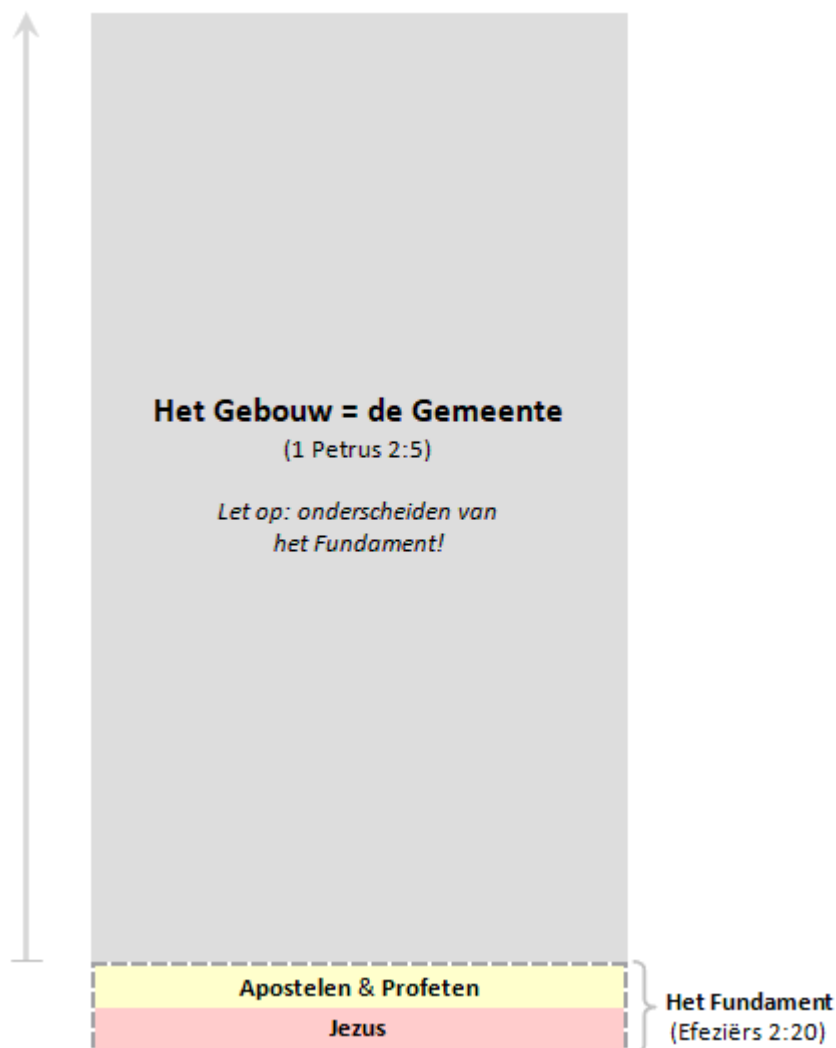 Het Gebouw = de Gemeente
(1 Petrus 2:5)
Let op: onderscheiden van
het Fundament!
Apostelen & Profeten
Jezus
Het Fundament
(Efeziërs 2:20)